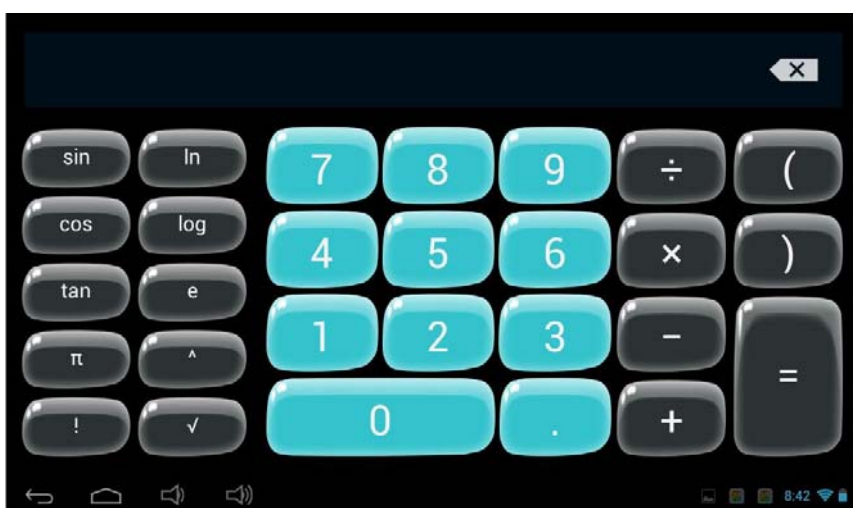 sin ln 7 8 9 ÷ (
cos log 4 5 6 × )
tan e 1 2 3 −
π ^ =
! √ 0 . +
8:42